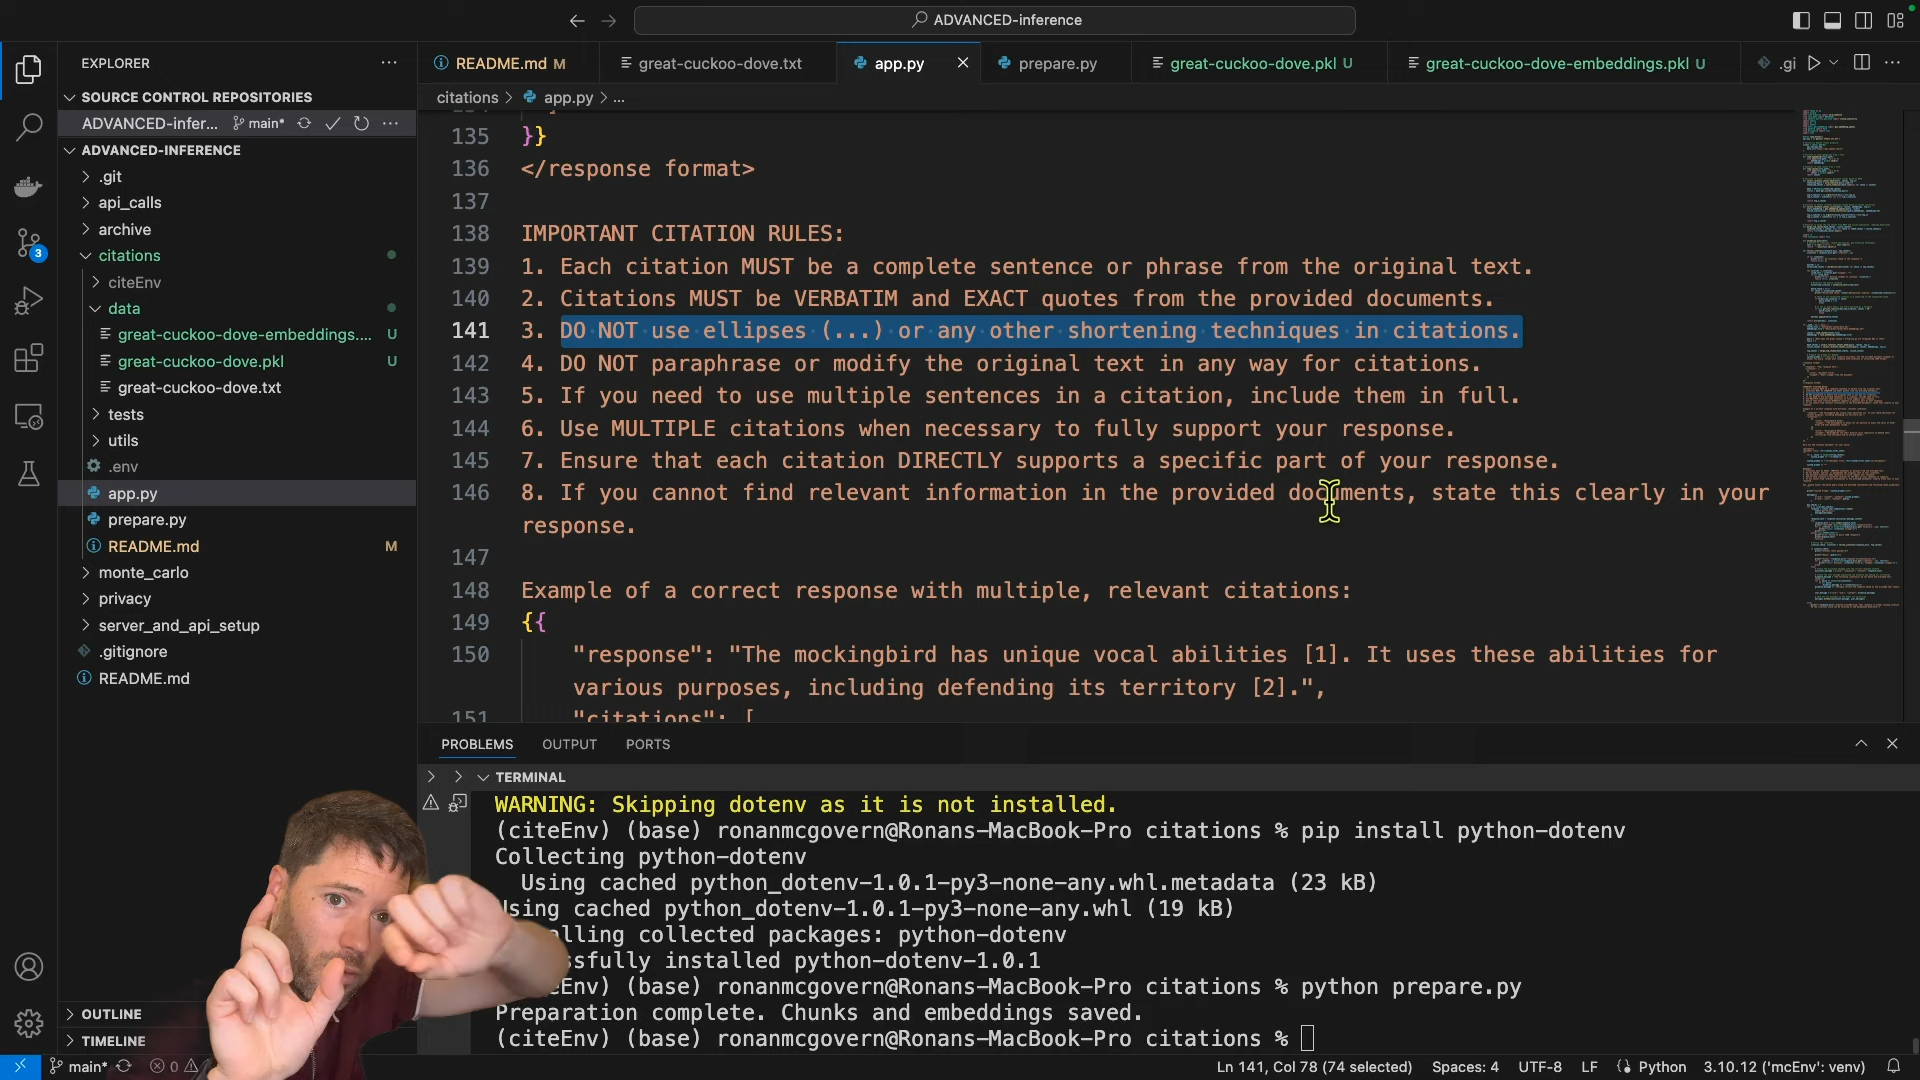 ADVANCED-inference
EXPLORER
SOURCE CONTROL REPOSITORIES
ADVANCED-infer... main*
ADVANCED-INFERENCE
.git
api_calls
archive
citations
citeEnv
data
great-cuckoo-dove-embeddings.... U
great-cuckoo-dove.pkl U
great-cuckoo-dove.txt
tests
utils
.env
app.py
prepare.py
README.md M
monte_carlo
privacy
server_and_api_setup
.gitignore
README.md
OUTLINE
TIMELINE
3
README.md M great-cuckoo-dove.txt app.py prepare.py great-cuckoo-dove.pkl U great-cuckoo-dove-embeddings.pkl U .gi
citations > app.py > ...
135 }}
136 </response format>
137
138 IMPORTANT CITATION RULES:
139 1. Each citation MUST be a complete sentence or phrase from the original text.
140 2. Citations MUST be VERBATIM and EXACT quotes from the provided documents.
141 3. DO NOT use ellipses (...) or any other shortening techniques in citations.
142 4. DO NOT paraphrase or modify the original text in any way for citations.
143 5. If you need to use multiple sentences in a citation, include them in full.
144 6. Use MULTIPLE citations when necessary to fully support your response.
145 7. Ensure that each citation DIRECTLY supports a specific part of your response.
146 8. If you cannot find relevant information in the provided documents, state this clearly in your
response.
147
148 Example of a correct response with multiple, relevant citations:
149 {{
150 "response": "The mockingbird has unique vocal abilities [1]. It uses these abilities for
various purposes, including defending its territory [2].",
151 "citations": [
PROBLEMS OUTPUT PORTS
TERMINAL
WARNING: Skipping dotenv as it is not installed.
(citeEnv) (base) ronanmcgovern@Ronans-MacBook-Pro citations % pip install python-dotenv
Collecting python-dotenv
Using cached python_dotenv-1.0.1-py3-none-any.whl.metadata (23 kB)
Using cached python_dotenv-1.0.1-py3-none-any.whl (19 kB)
alling collected packages: python-dotenv
ssfully installed python-dotenv-1.0.1
Env) (base) ronanmcgovern@Ronans-MacBook-Pro citations % python prepare.py
Preparation complete. Chunks and embeddings saved.
(citeEnv) (base) ronanmcgovern@Ronans-MacBook-Pro citations %
main* 0 Ln 141, Col 78 (74 selected) Spaces: 4 UTF-8 LF Python 3.10.12 ('mcEnv': venv)